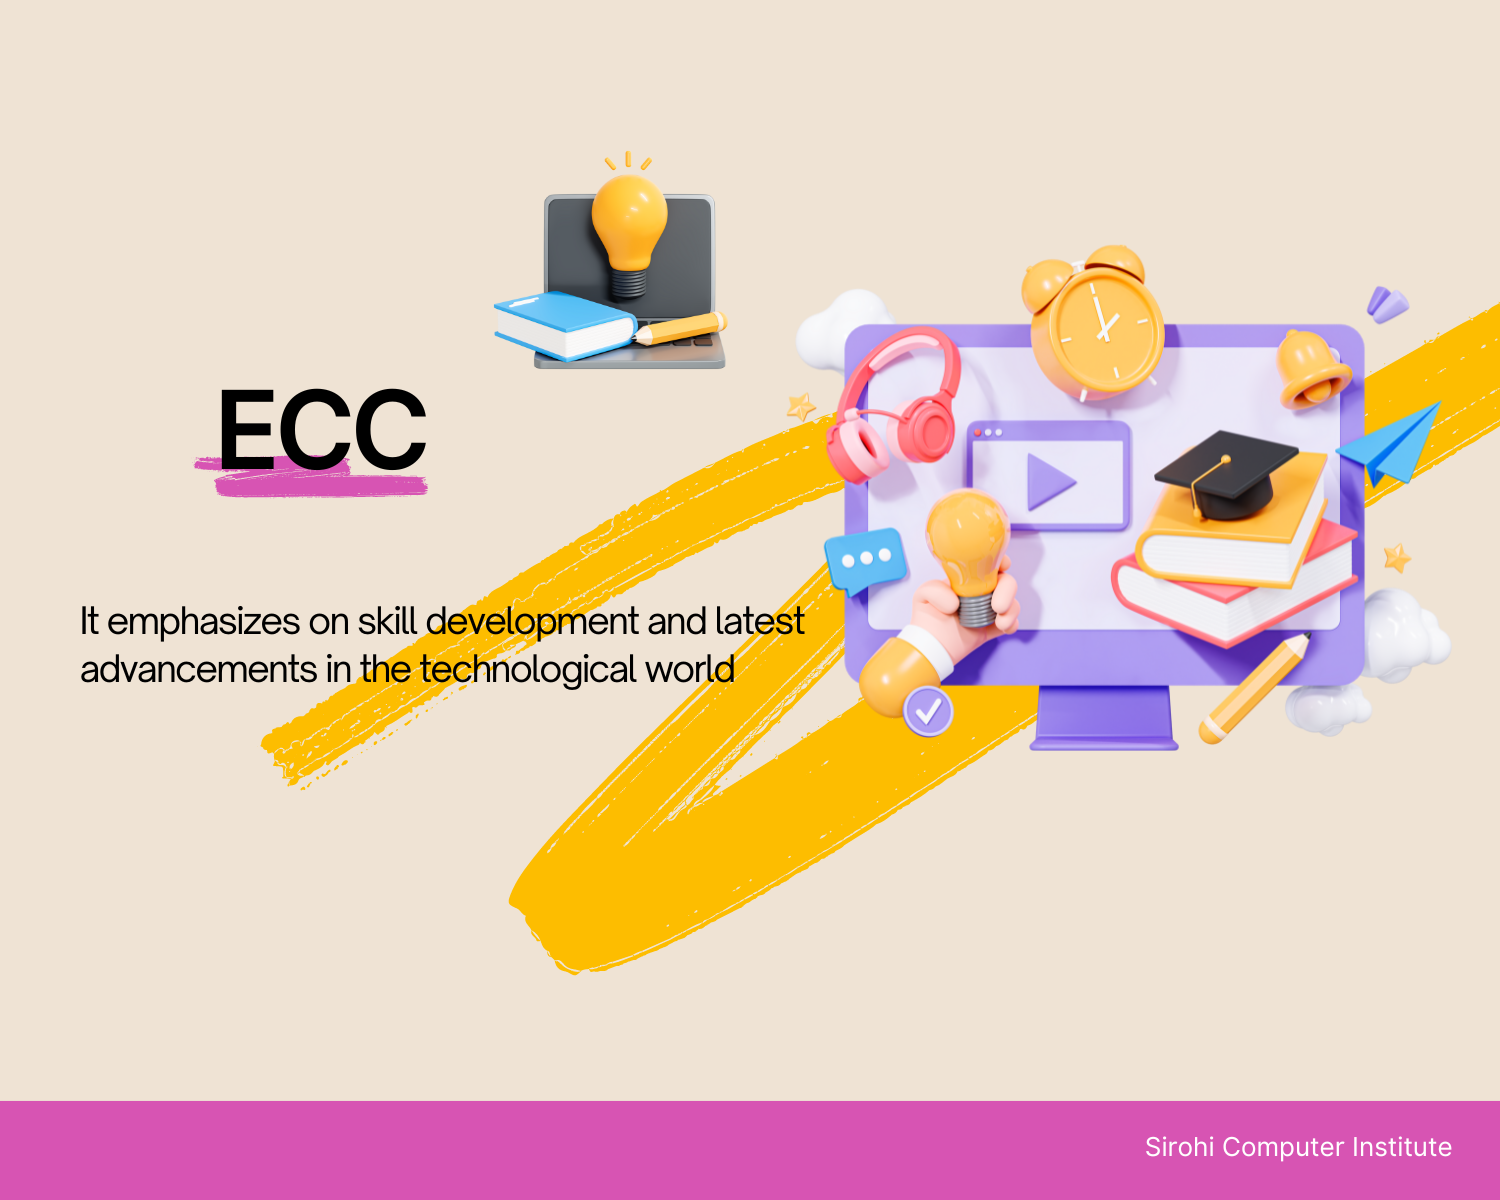 ECC
It emphasizes on skill development and latest
advancements in the technological world
Sirohi Computer Institute